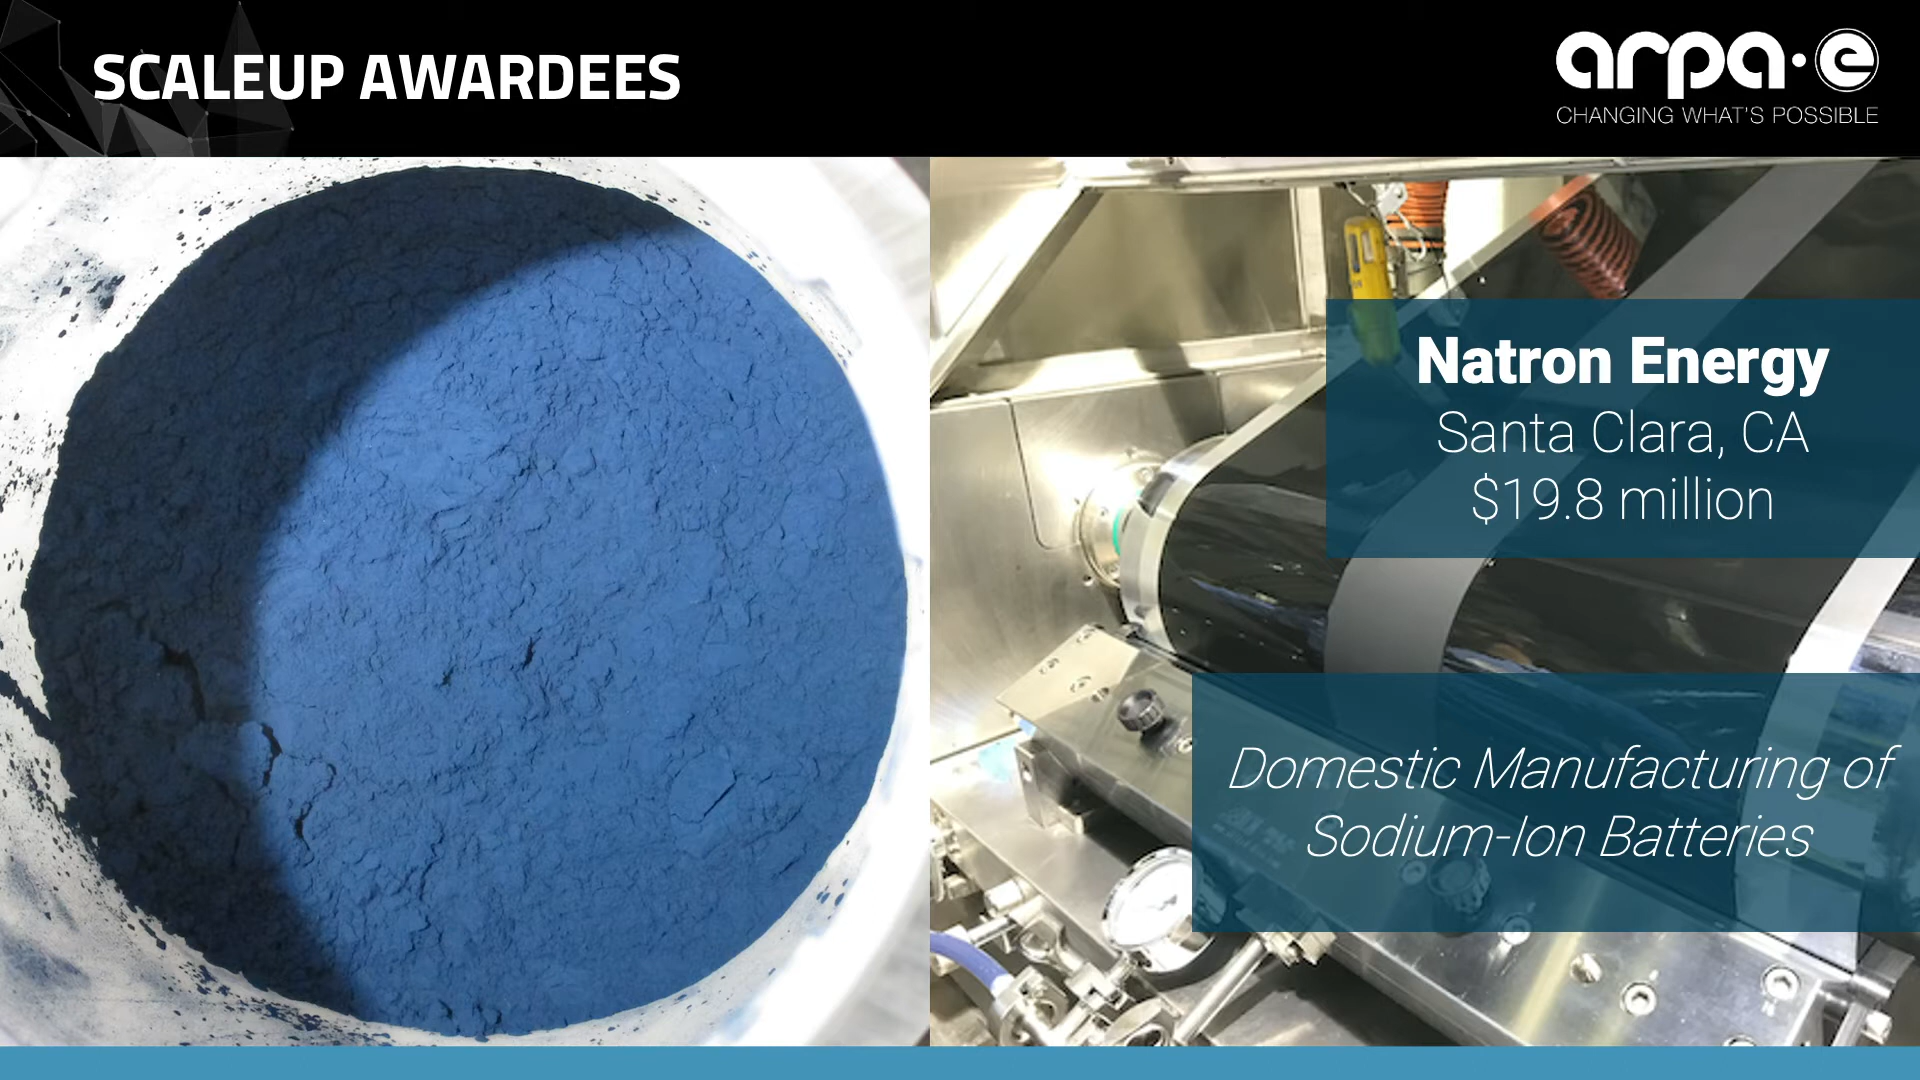 SCALEUP AWARDEES
arpa·e
CHANGING WHAT'S POSSIBLE
Natron Energy
Santa Clara, CA
$19.8 million
Domestic Manufacturing of
Sodium-Ion Batteries